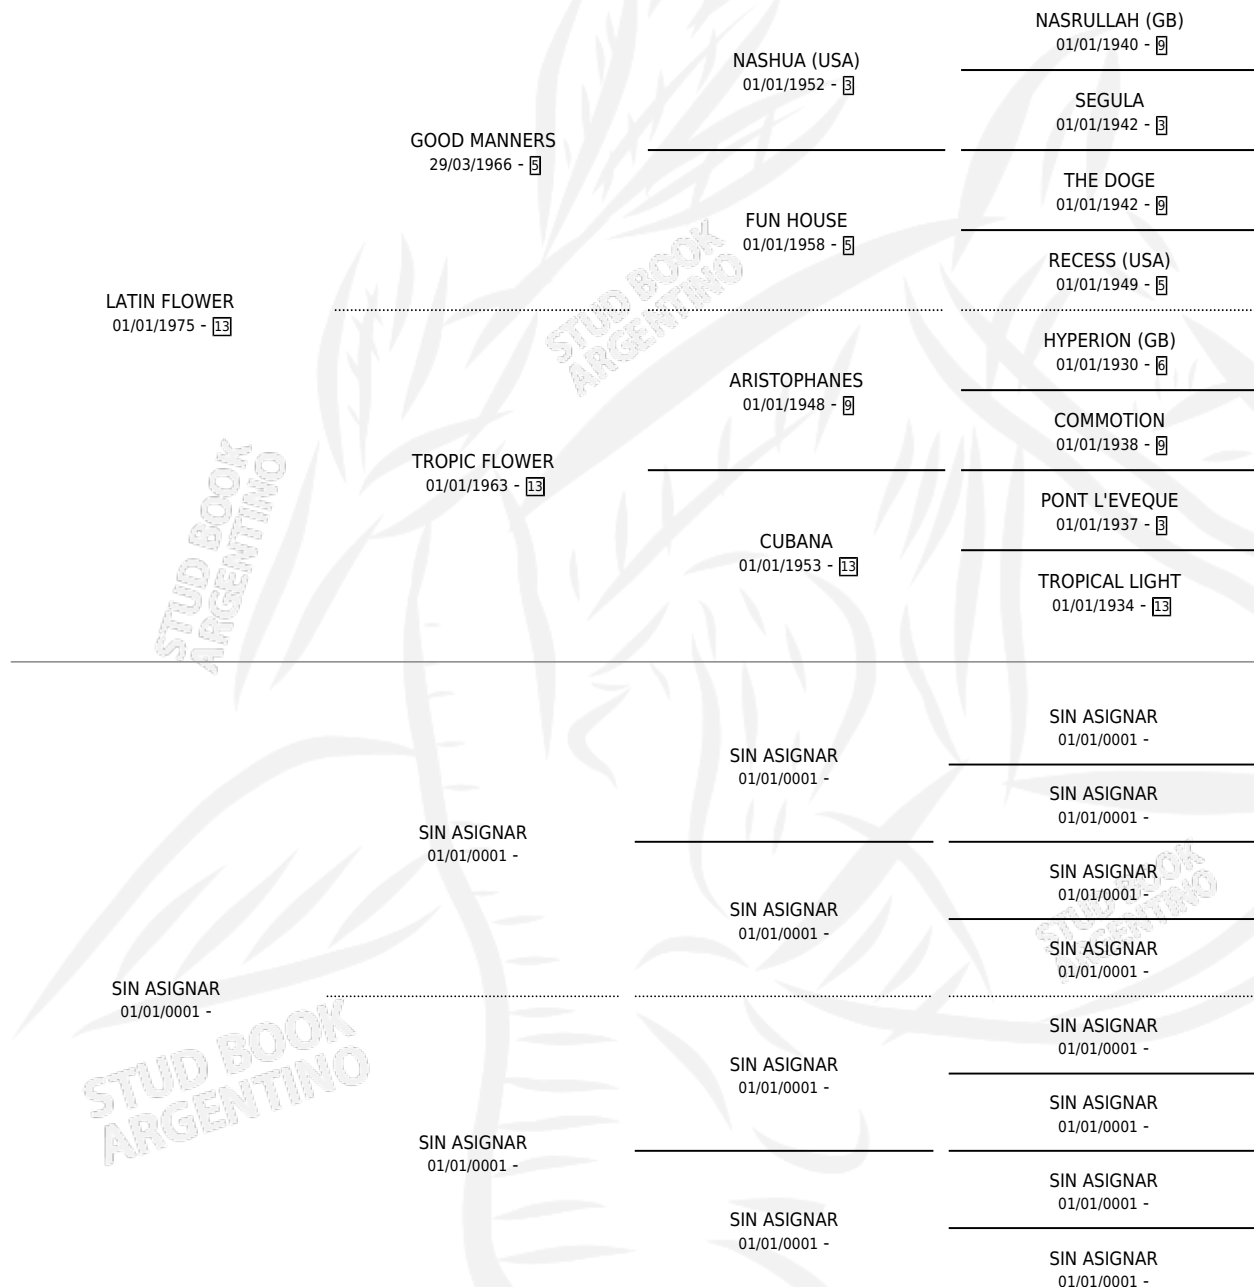 NASRULLAH (GB)
01/01/1940 - 9
NASHUA (USA)
01/01/1952 - 3
SEGULA
01/01/1942 - 3
GOOD MANNERS
29/03/1966 - 5
THE DOGE
01/01/1942 - 9
FUN HOUSE
01/01/1958 - 5
RECESS (USA)
01/01/1949 - 5
LATIN FLOWER
01/01/1975 - 13
HYPERION (GB)
01/01/1930 - 6
ARISTOPHANES
01/01/1948 - 9
COMMOTION
01/01/1938 - 9
TROPIC FLOWER
01/01/1963 - 13
PONT L'EVEQUE
01/01/1937 - 3
CUBANA
01/01/1953 - 13
TROPICAL LIGHT
01/01/1934 - 13
STUD BOOK
ARGENTINO
STUD BOOK
ARGENTINO
SIN ASIGNAR
01/01/0001 -
SIN ASIGNAR
01/01/0001 -
SIN ASIGNAR
01/01/0001 -
SIN ASIGNAR
01/01/0001 -
SIN ASIGNAR
01/01/0001 -
SIN ASIGNAR
01/01/0001 -
SIN ASIGNAR
01/01/0001 -
SIN ASIGNAR
01/01/0001 -
SIN ASIGNAR
01/01/0001 -
SIN ASIGNAR
01/01/0001 -
SIN ASIGNAR
01/01/0001 -
SIN ASIGNAR
01/01/0001 -
SIN ASIGNAR
01/01/0001 -
SIN ASIGNAR
01/01/0001 -
SIN ASIGNAR
01/01/0001 -
STUD BOOK
ARGENTINO
STUD BOOK
ARGENTINO